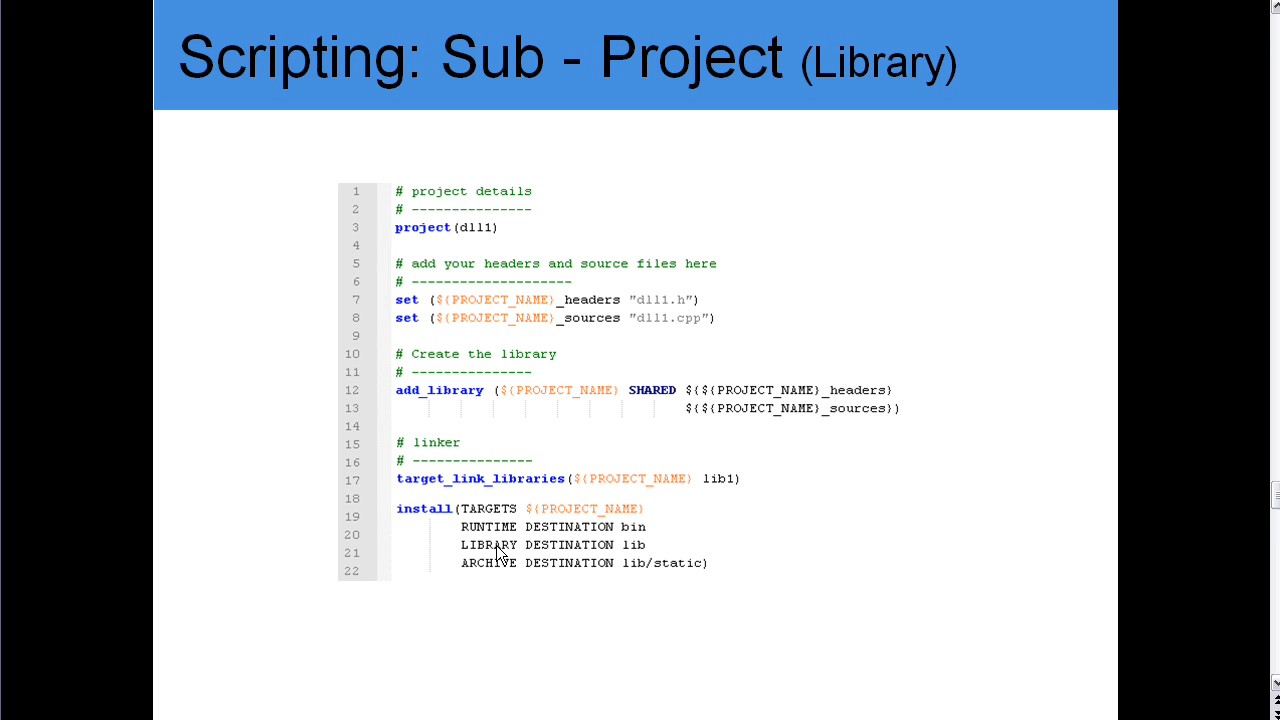 Scripting: Sub - Project (Library)
1 # project details
2 # ---------------
3 project(dll1)
4
5 # add your headers and source files here
6 # --------------------
7 set (${PROJECT_NAME}_headers "dll1.h")
8 set (${PROJECT_NAME}_sources "dll1.cpp")
9
10 # Create the library
11 # ---------------
12 add_library (${PROJECT_NAME} SHARED ${${PROJECT_NAME}_headers}
13 ${${PROJECT_NAME}_sources})
14
15 # linker
16 # ---------------
17 target_link_libraries(${PROJECT_NAME} lib1)
18
19 install(TARGETS ${PROJECT_NAME}
20 RUNTIME DESTINATION bin
21 LIBRARY DESTINATION lib
22 ARCHIVE DESTINATION lib/static)